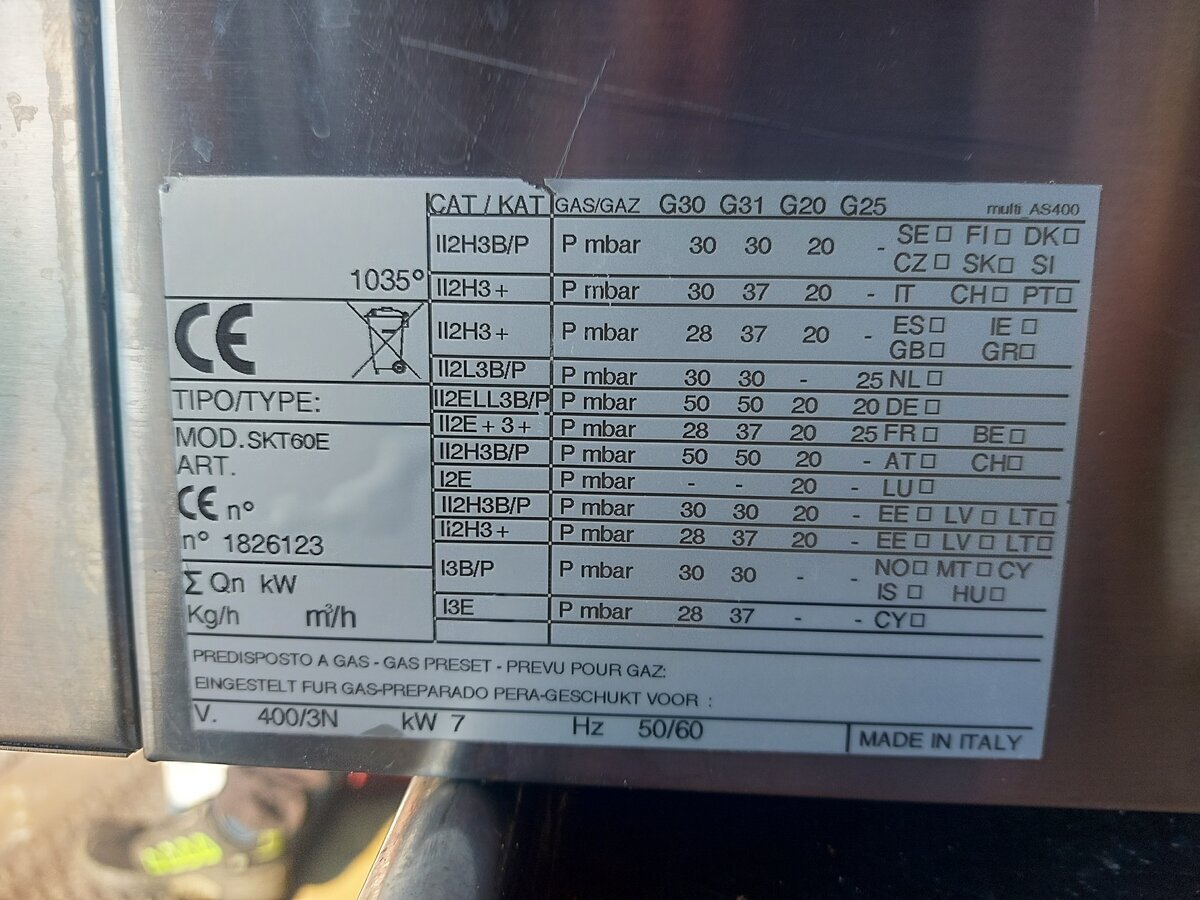 CAT / KAT GAS/GAZ G30 G31 G20 G25 multi_AS400
II2H3B/P P mbar 30 30 20 - SE □ FI □ DK □
CZ □ SK □ SI
1035°
II2H3+ P mbar 30 37 20 - IT CH □ PT □
II2H3+ P mbar 28 37 20 - ES □ IE □
GB □ GR □
CE
II2L3B/P P mbar 30 30 - 25 NL □
TIPO/TYPE:
II2ELL3B/P P mbar 50 50 20 20 DE □
II2E+3+ P mbar 28 37 20 25 FR □ BE □
MOD. SKT60E
II2H3B/P P mbar 50 50 20 - AT □ CH □
ART.
I2E P mbar - - 20 - LU □
CE n°
II2H3B/P P mbar 30 30 20 - EE □ LV □ LT □
n° 1826123
Ii2H3+ P mbar 28 37 20 - EE □ LV □ LT □
I3B/P P mbar 30 30 - - NO □ MT □ CY
IS □ HU □
Σ Qn kW
Kg/h m³/h
I3E P mbar 28 37 - - CY □
PREDISPOSTO A GAS - GAS PRESET - PREVU POUR GAZ:
EINGESTELT FUR GAS-PREPARADO PERA-GESCHUKT VOOR :
V. 400/3N kW 7 Hz 50/60 MADE IN ITALY